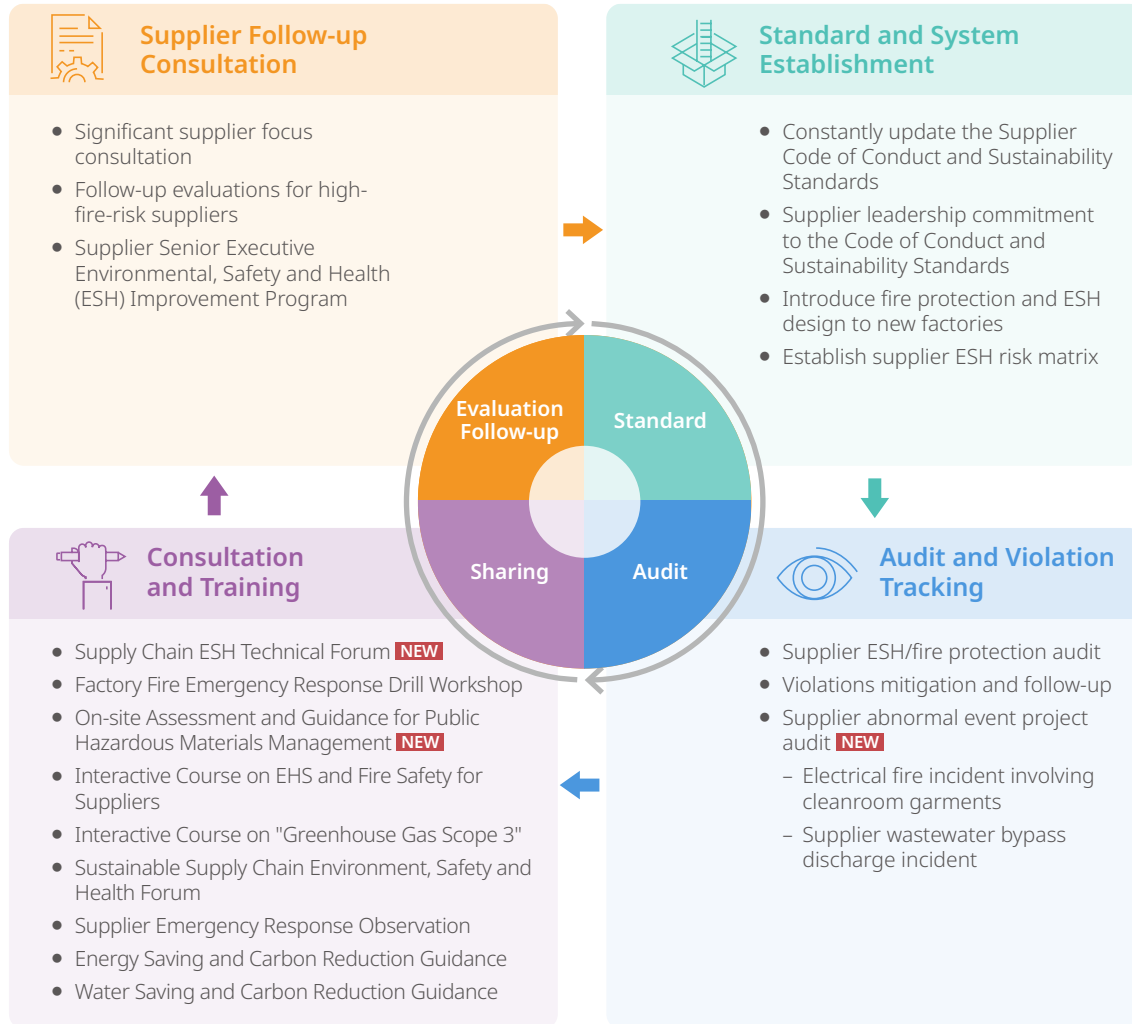 Supplier Follow-up
Consultation
• Significant supplier focus
consultation
• Follow-up evaluations for high-
fire-risk suppliers
• Supplier Senior Executive
Environmental, Safety and Health
(ESH) Improvement Program
Standard and System
Establishment
• Constantly update the Supplier
Code of Conduct and Sustainability
Standards
• Supplier leadership commitment
to the Code of Conduct and
Sustainability Standards
• Introduce fire protection and ESH
design to new factories
• Establish supplier ESH risk matrix
Evaluation
Follow-up
Standard
Sharing
Audit
Consultation
and Training
• Supply Chain ESH Technical Forum NEW
• Factory Fire Emergency Response Drill Workshop
• On-site Assessment and Guidance for Public
Hazardous Materials Management NEW
• Interactive Course on EHS and Fire Safety for
Suppliers
• Interactive Course on "Greenhouse Gas Scope 3"
• Sustainable Supply Chain Environment, Safety and
Health Forum
• Supplier Emergency Response Observation
• Energy Saving and Carbon Reduction Guidance
• Water Saving and Carbon Reduction Guidance
Audit and Violation
Tracking
• Supplier ESH/fire protection audit
• Violations mitigation and follow-up
• Supplier abnormal event project
audit NEW
– Electrical fire incident involving
cleanroom garments
– Supplier wastewater bypass
discharge incident